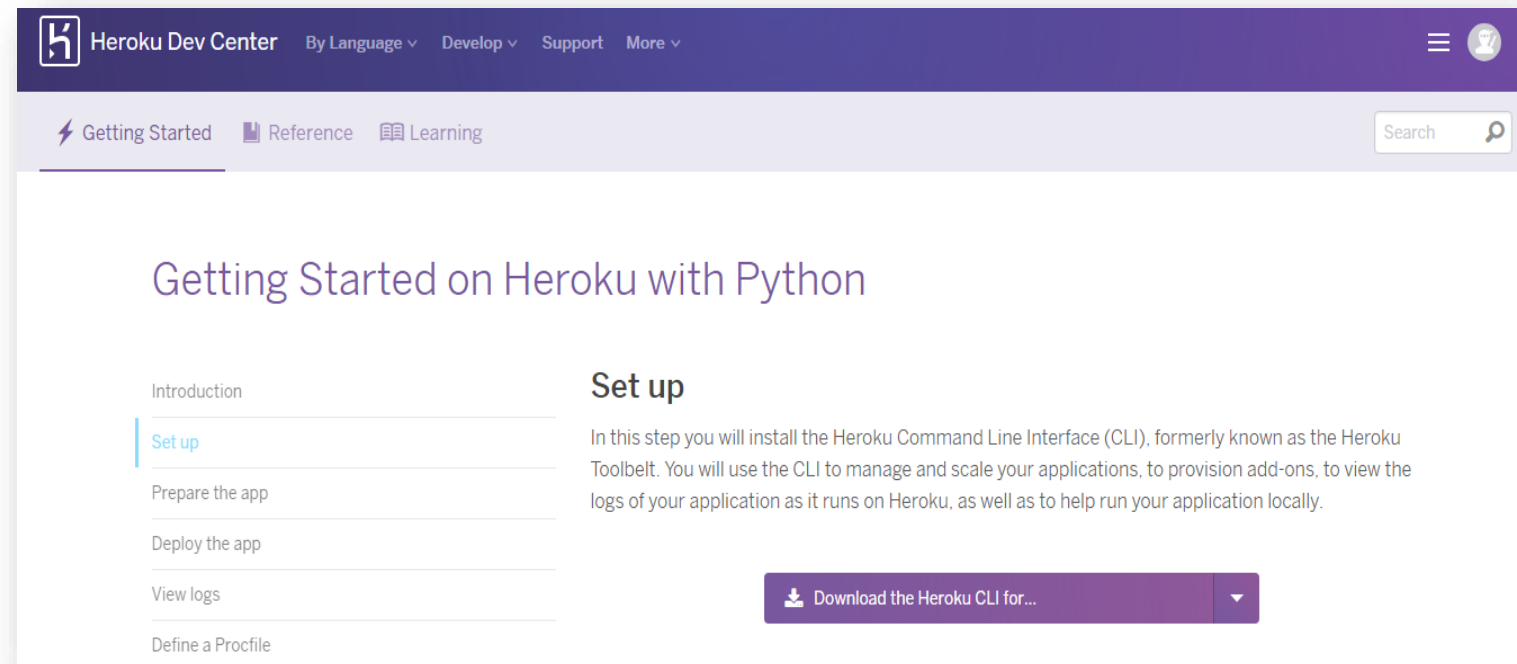 Heroku Dev Center By Language Develop Support More
Getting Started Reference Learning Search
Getting Started on Heroku with Python
Introduction
Set up
Prepare the app
Deploy the app
View logs
Define a Procfile
Set up
In this step you will install the Heroku Command Line Interface (CLI), formerly known as the Heroku
Toolbelt. You will use the CLI to manage and scale your applications, to provision add-ons, to view the
logs of your application as it runs on Heroku, as well as to help run your application locally.
Download the Heroku CLI for...